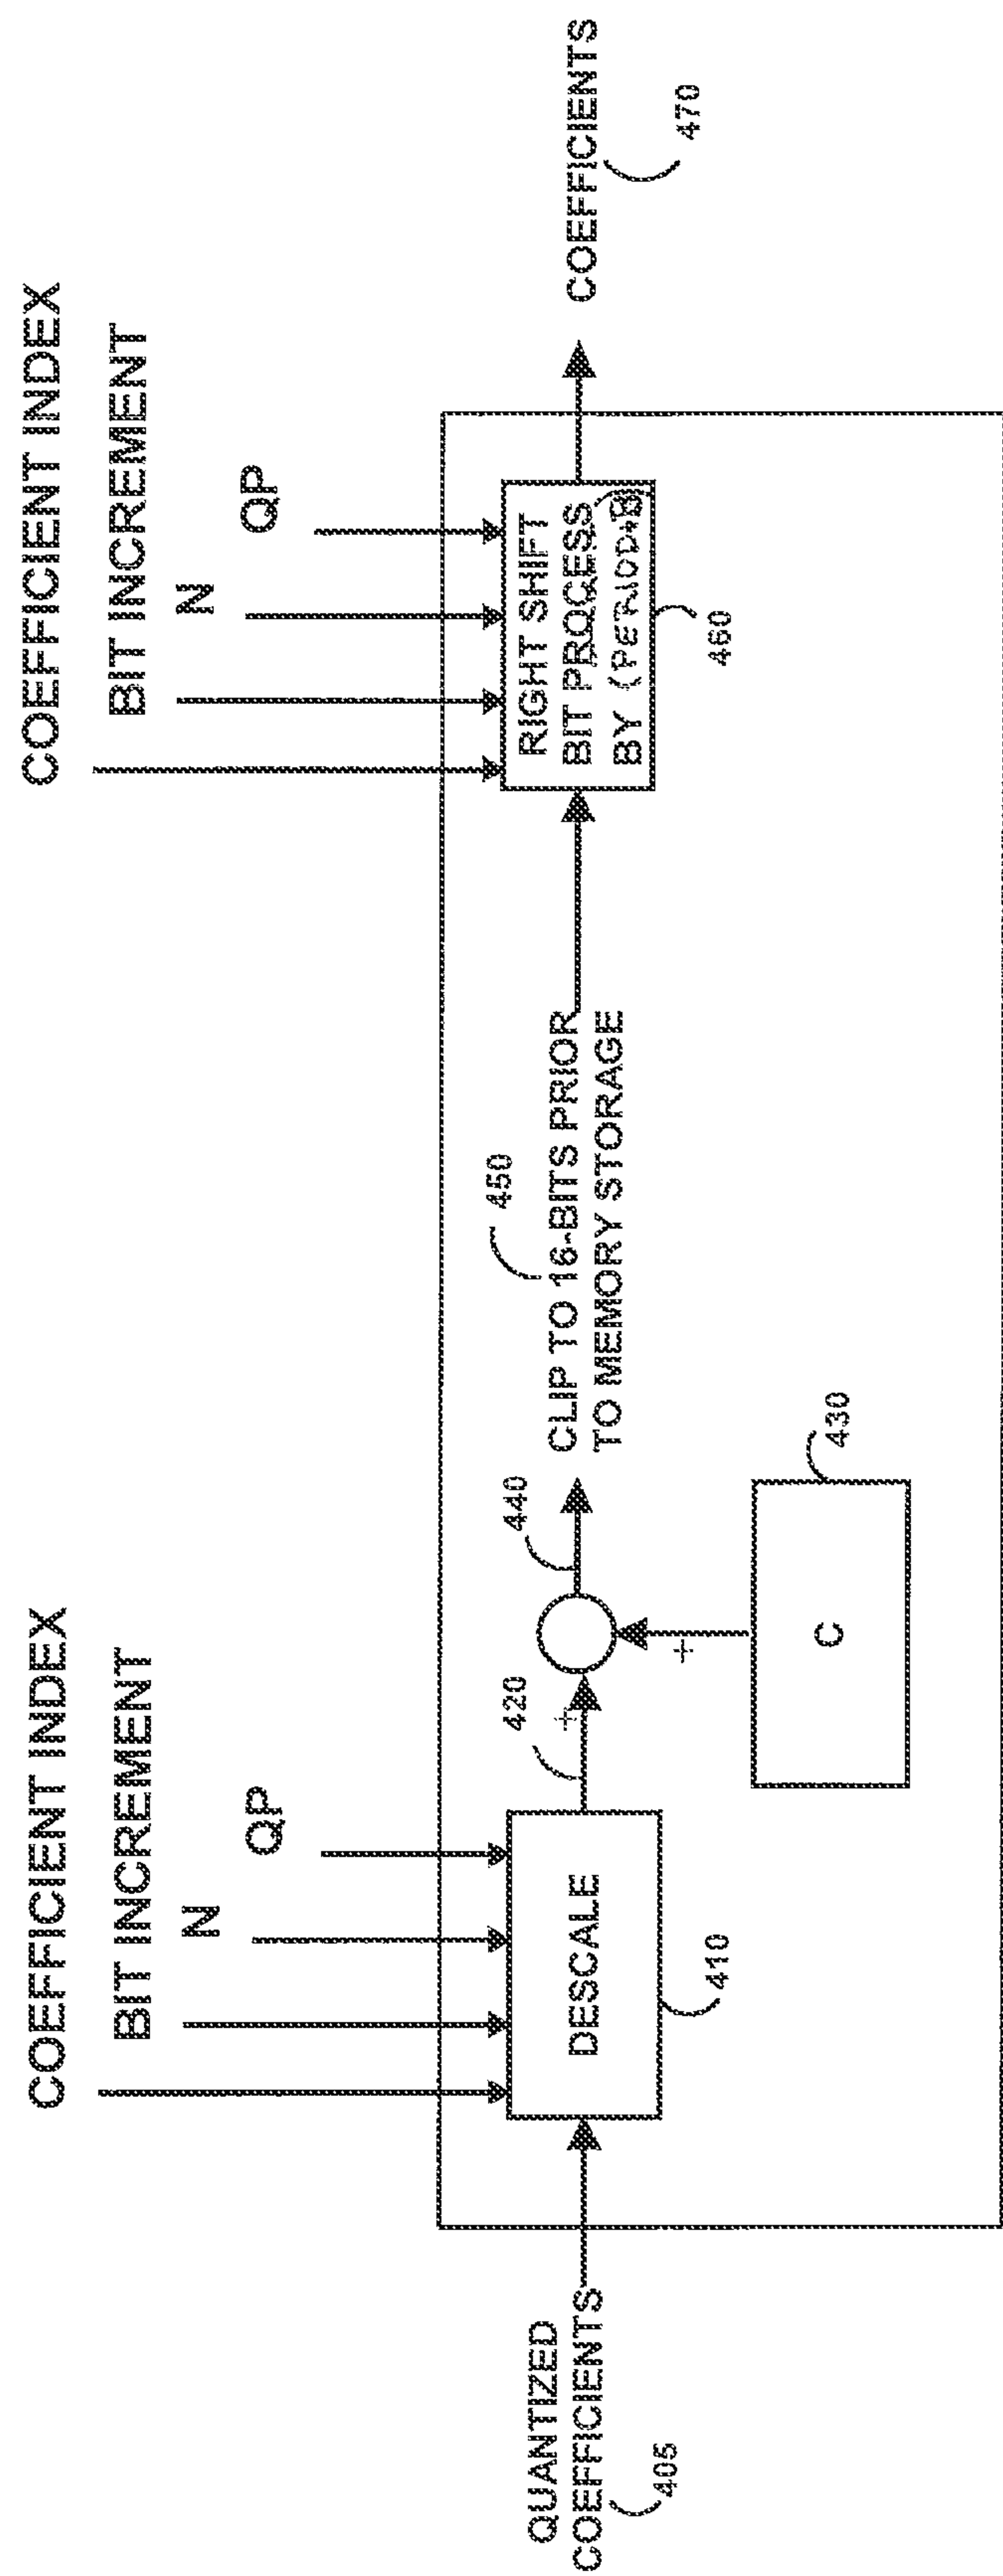 COEFFICIENT INDEX
BIT INCREMENT
N
QP
COEFFICIENT INDEX
BIT INCREMENT
N
QP
QUANTIZED
COEFFICIENTS
405
DESCALE
410
420
+
+
C
430
440
450
CLIP TO 16-BITS PRIOR
TO MEMORY STORAGE
RIGHT SHIFT
BIT PROCESS
BY (PERIOD+B)
460
COEFFICIENTS
470